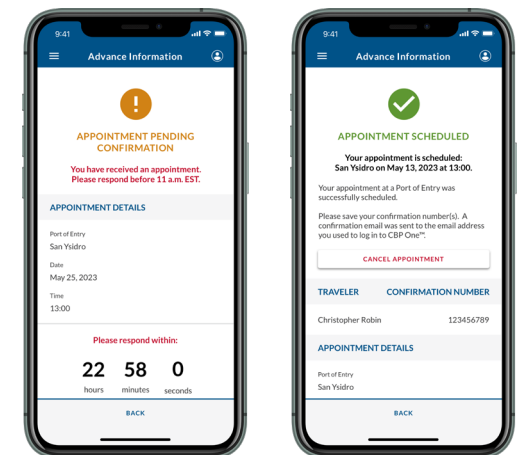 9:41
Advance Information
!
APPOINTMENT PENDING
CONFIRMATION
You have received an appointment.
Please respond before 11 a.m. EST.
APPOINTMENT DETAILS
Port of Entry
San Ysidro
Date
May 25, 2023
Time
13:00
Please respond within:
22 58 0
hours minutes seconds
BACK
9:41
Advance Information
APPOINTMENT SCHEDULED
Your appointment is scheduled:
San Ysidro on May 13, 2023 at 13:00.
Your appointment at a Port of Entry was
successfully scheduled.
Please save your confirmation number(s). A
confirmation email was sent to the email address
you used to log in to CBP One™.
CANCEL APPOINTMENT
TRAVELER CONFIRMATION NUMBER
Christopher Robin 123456789
APPOINTMENT DETAILS
Port of Entry
San Ysidro
BACK